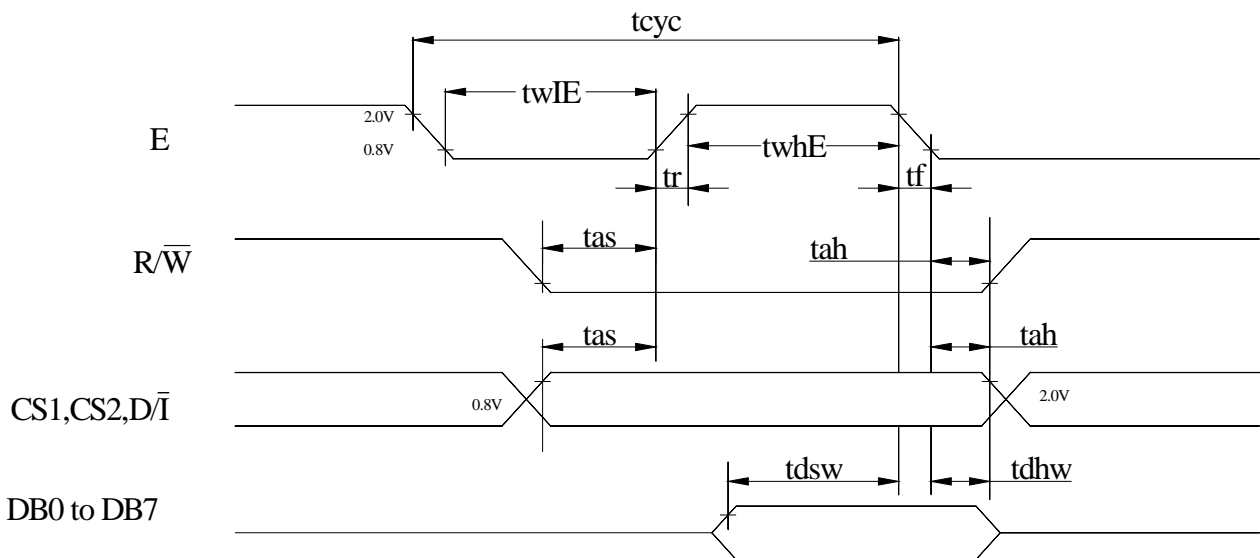 tcyc
twIE
2.0V
E
0.8V
twhE
tr
tf
tas
R/W̅
tah
tas
tah
CS1,CS2,D/I̅
0.8V
2.0V
tdsw
tdhw
DB0 to DB7